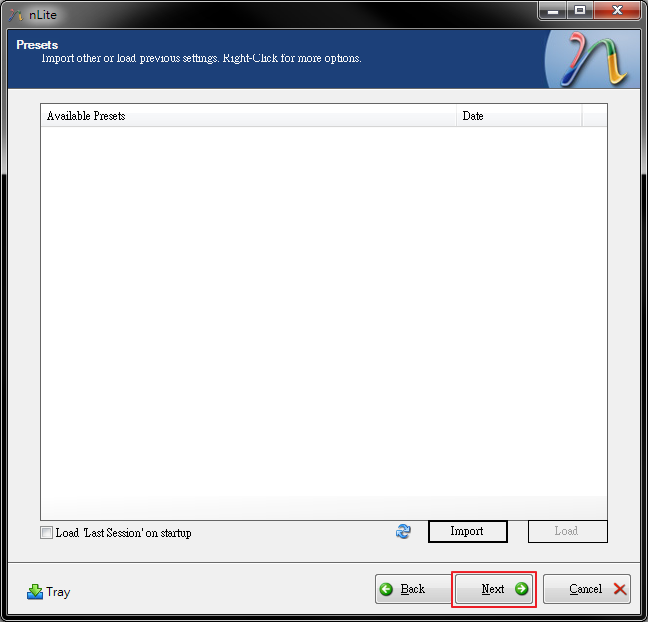 nLite
Presets
Import other or load previous settings. Right-Click for more options.
Available Presets Date
Load 'Last Session' on startup Import Load
Tray Back Next Cancel